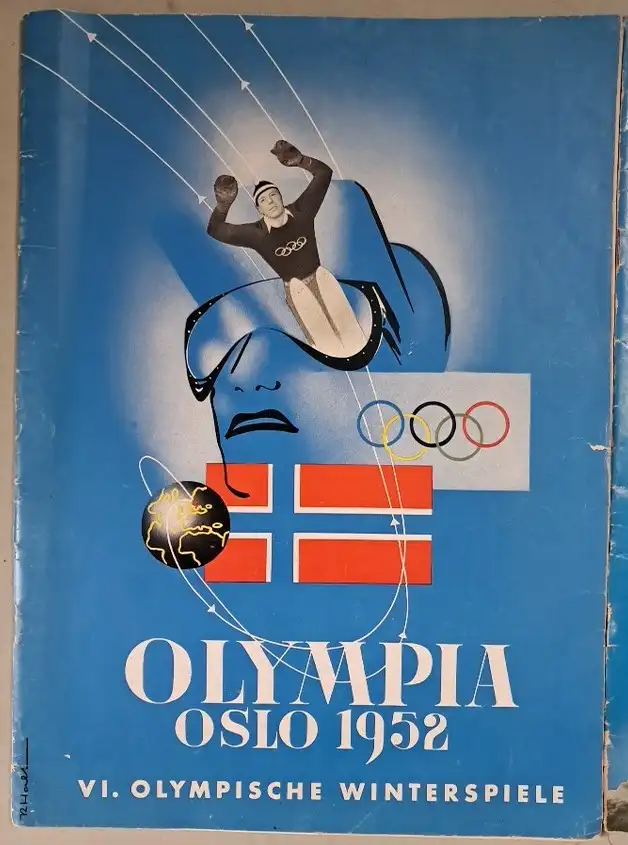 OLYMPIA
OSLO 1952
VI. OLYMPISCHE WINTERSPIELE